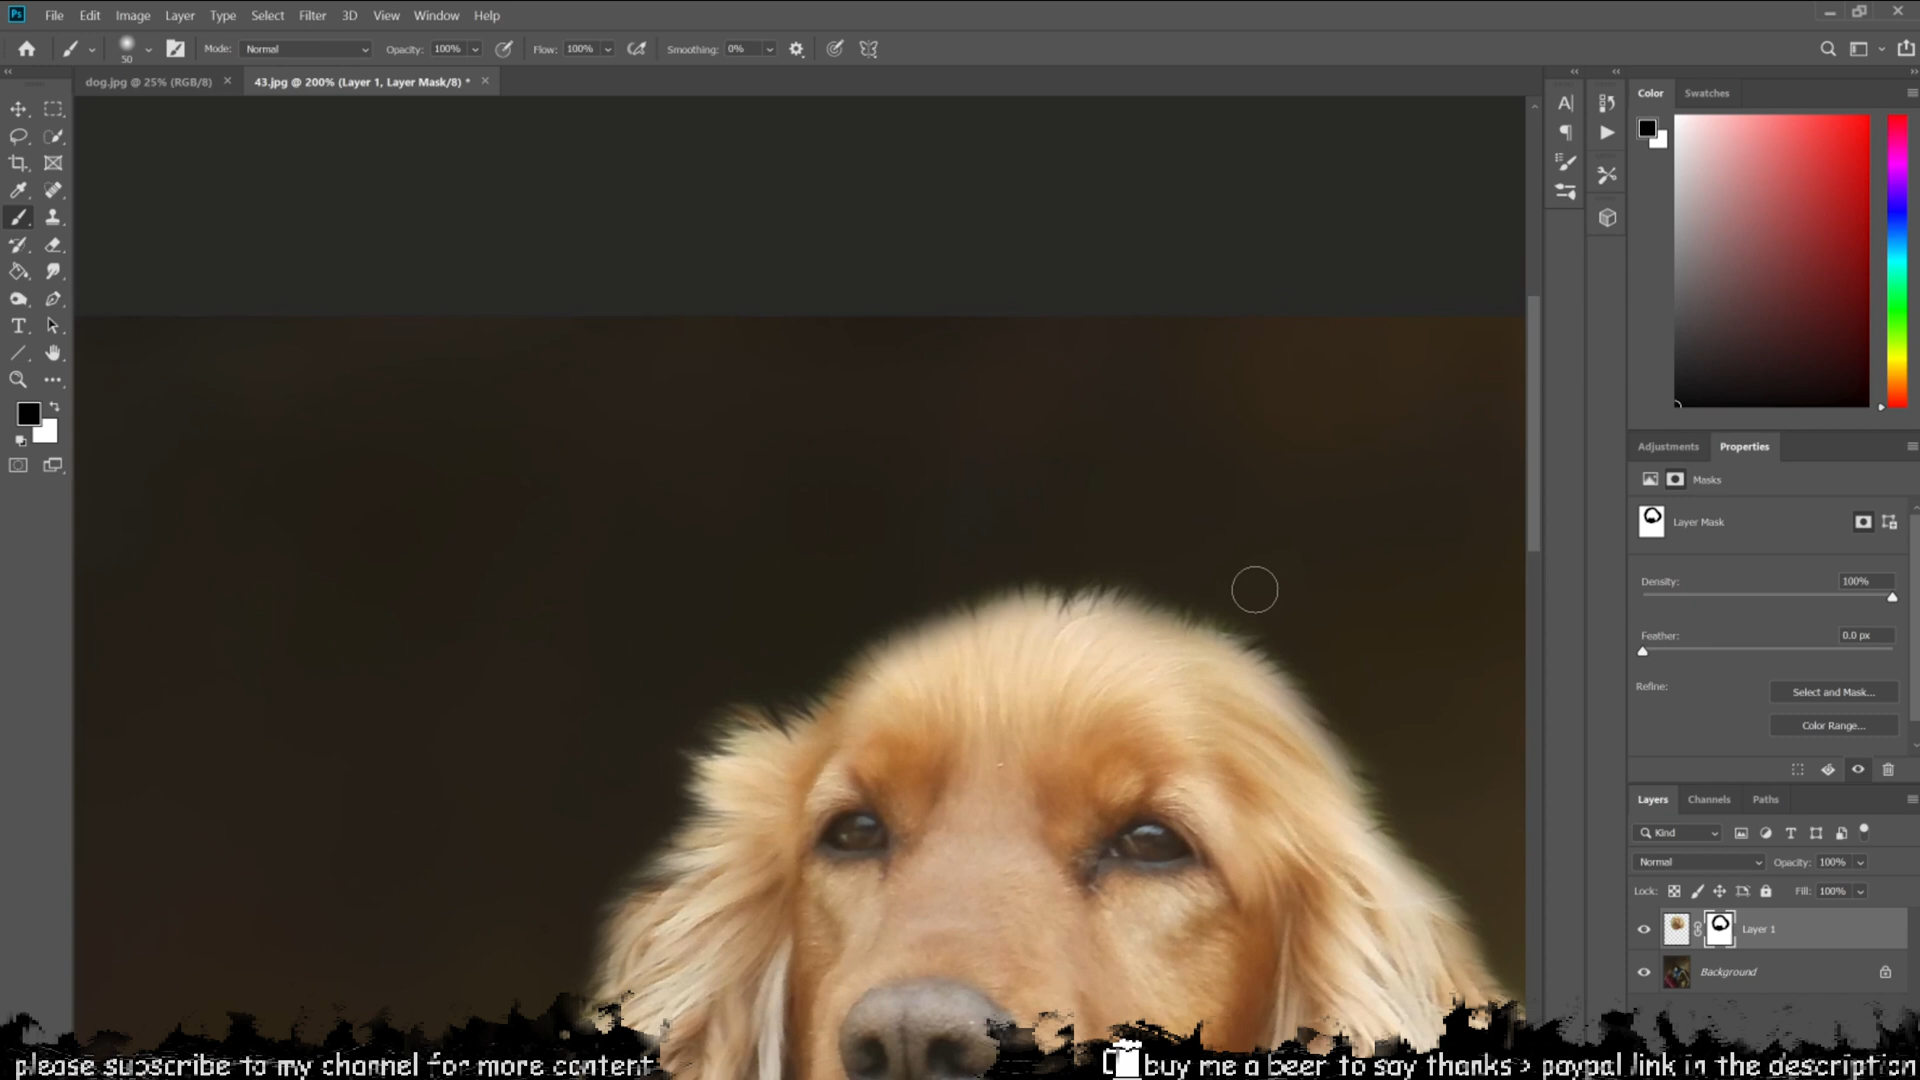 Ps File Edit Image Layer Type Select Filter 3D View Window Help
50 Mode: Normal Opacity: 100% Flow: 100% Smoothing: 0%
dog.jpg @ 25% (RGB/8) 43.jpg @ 200% (Layer 1, Layer Mask/8) *
Color Swatches
Adjustments Properties
Masks
Layer Mask
Density: 100%
Feather: 0.0 px
Refine: Select and Mask...
Color Range...
Layers Channels Paths
Kind
Normal Opacity: 100%
Lock: Fill: 100%
Layer 1
Background
please subscribe to my channel for more content
buy me a beer to say thanks > paypal link in the description